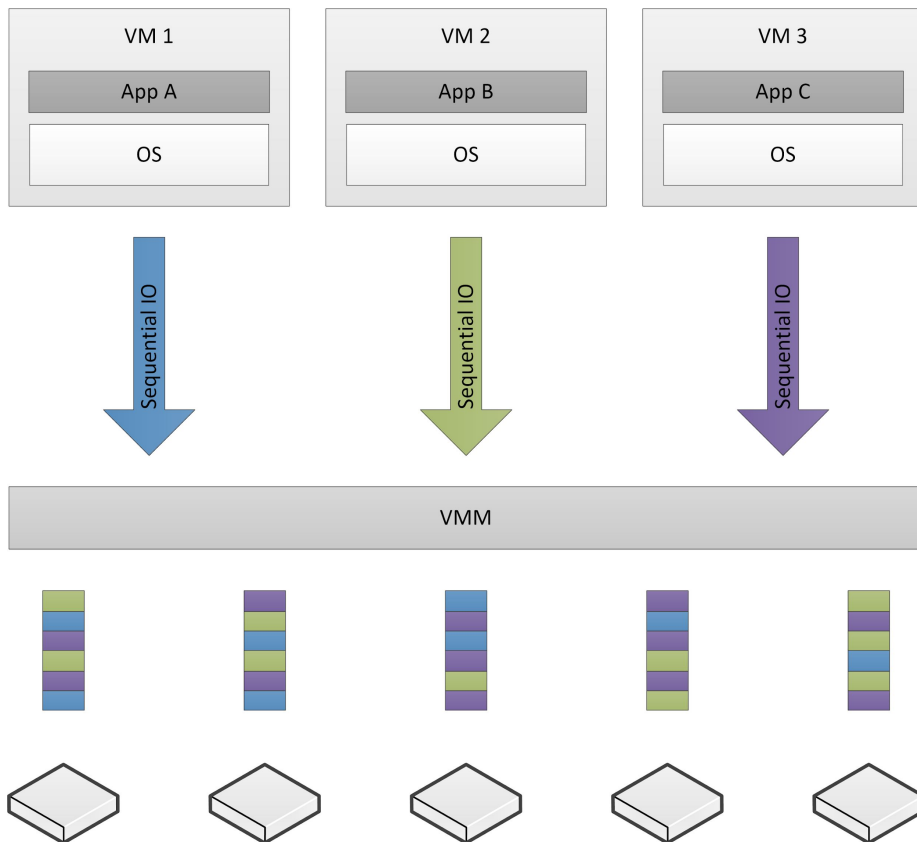 VM 1
VM 2
VM 3
App A
App B
App C
OS
OS
OS
Sequential IO
Sequential IO
Sequential IO
VMM